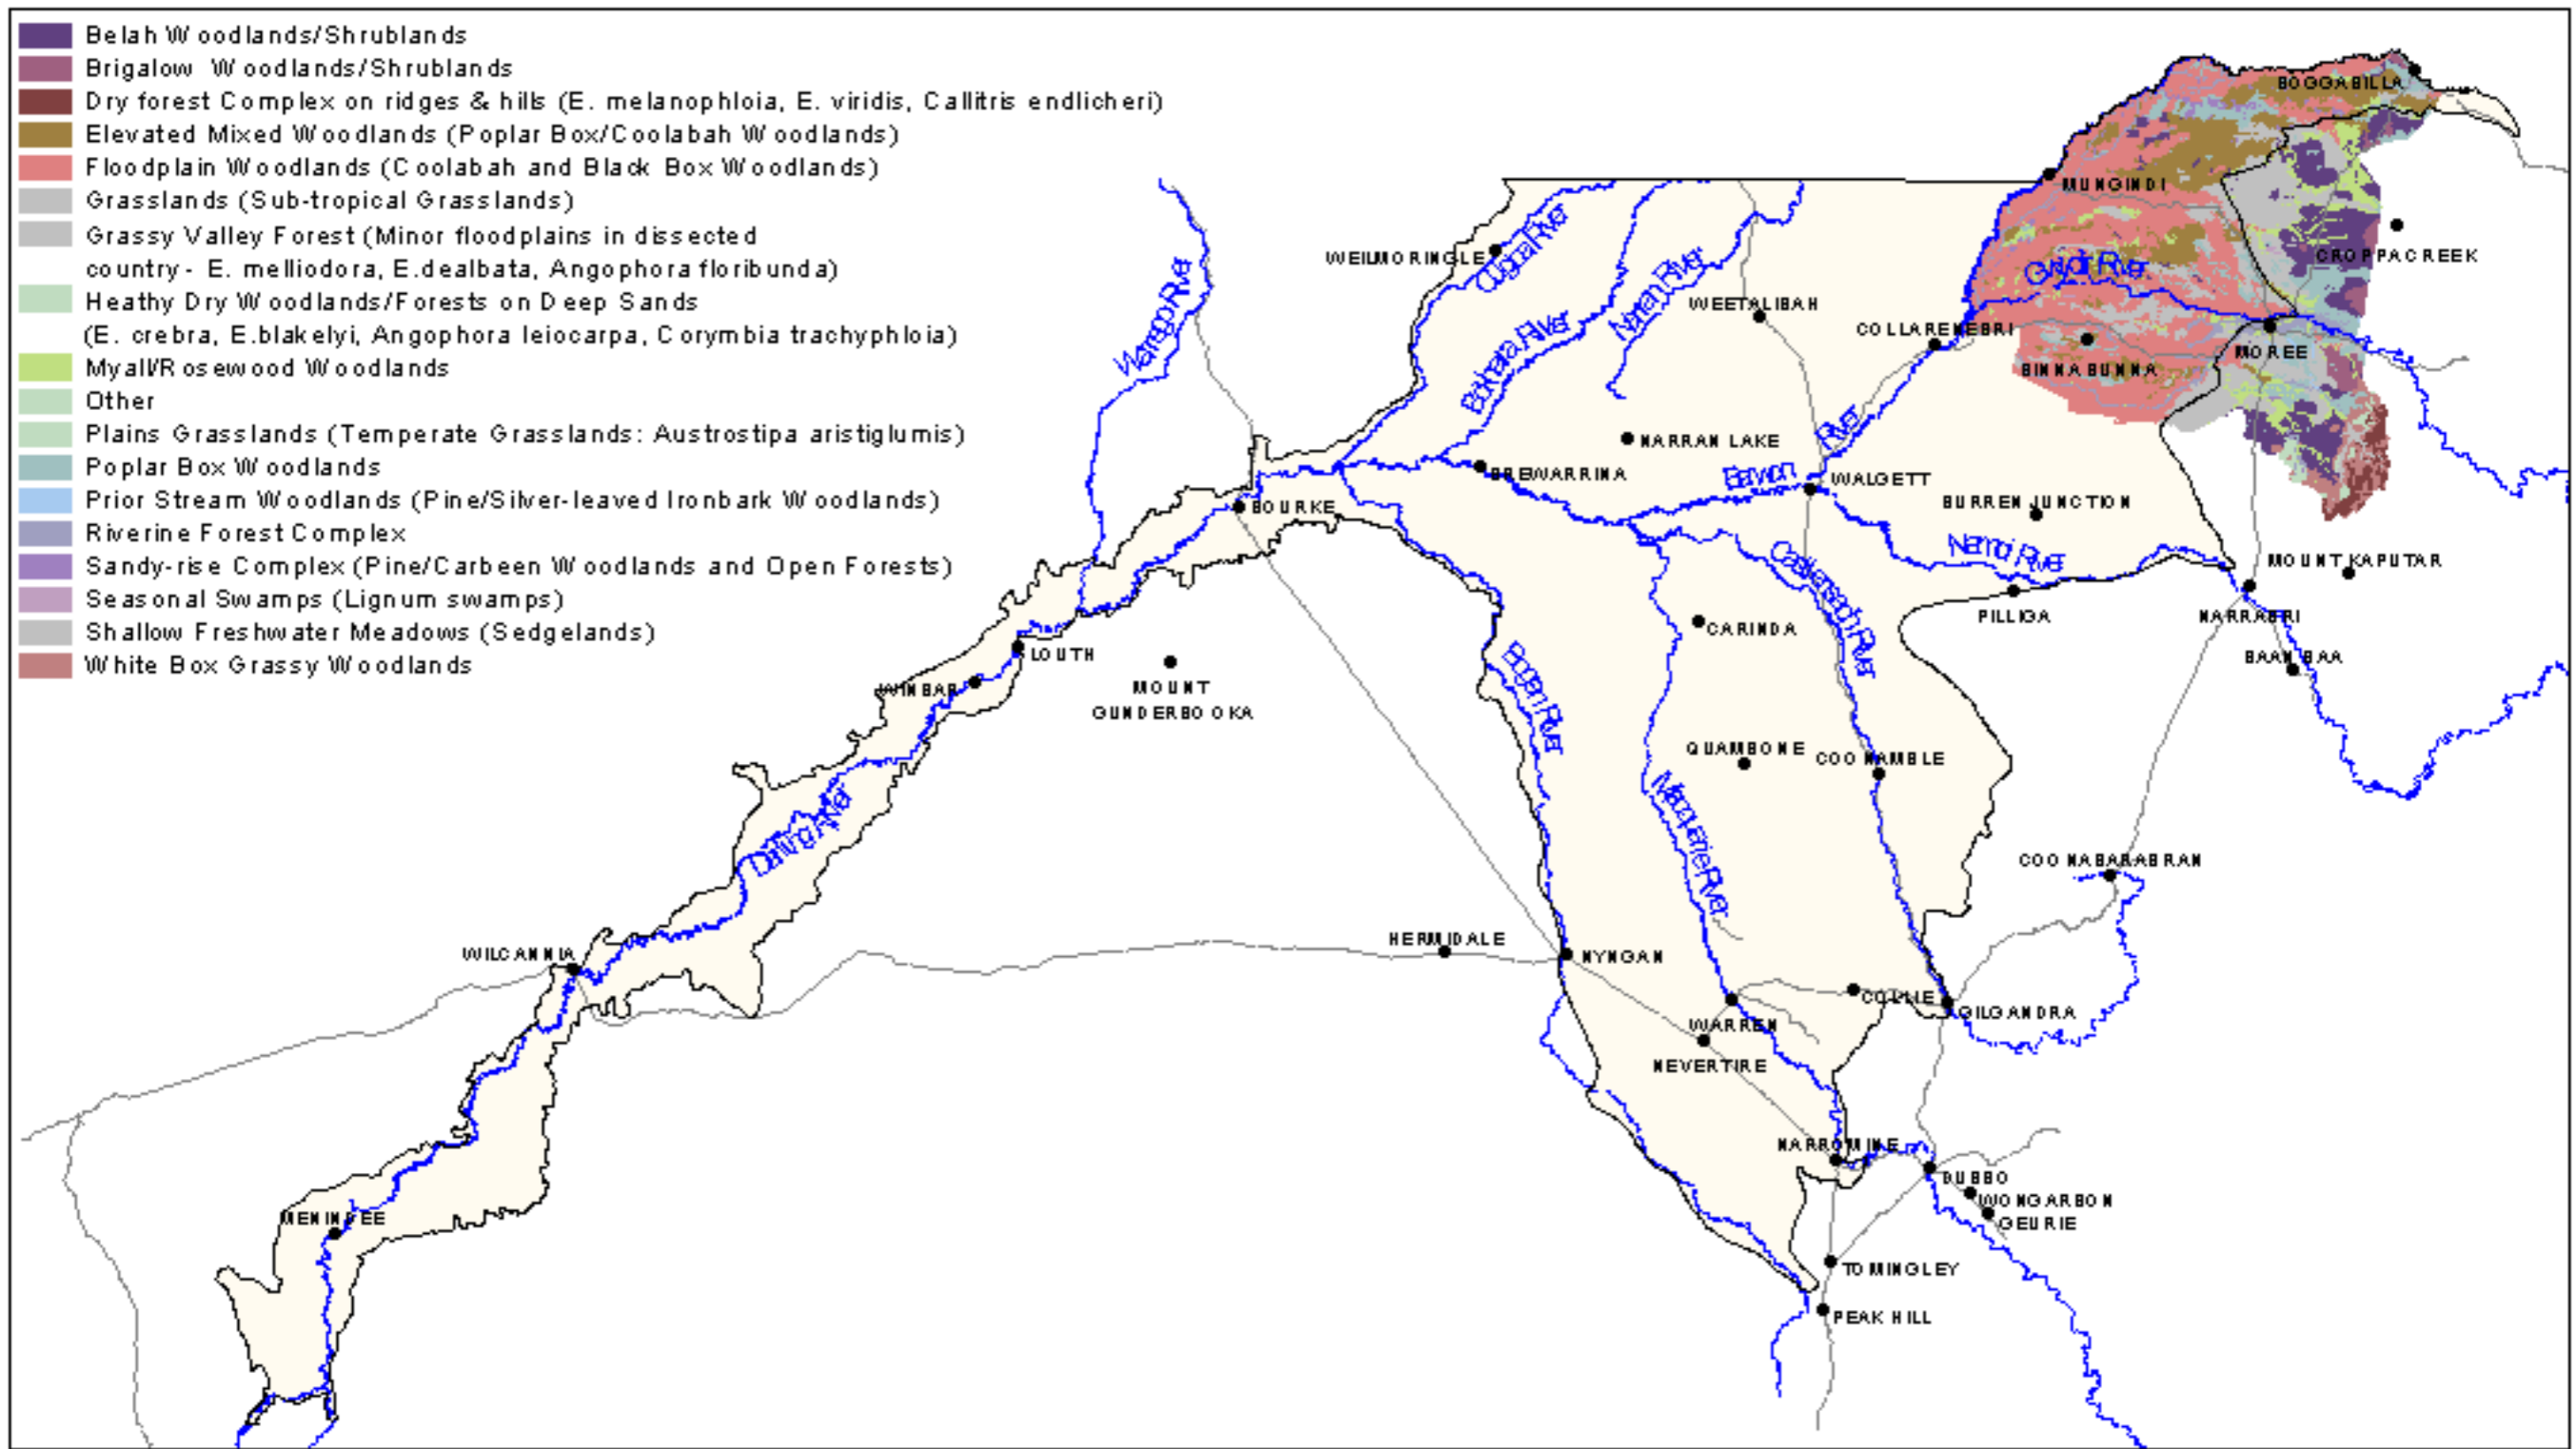 Belah Woodlands/Shrublands
Brigalow Woodlands/Shrublands
Dry forest Complex on ridges & hills (E. melanophloia, E. viridis, Callitris endlicheri)
Elevated Mixed Woodlands (Poplar Box/Coolabah Woodlands)
Floodplain Woodlands (Coolabah and Black Box Woodlands)
Grasslands (Sub-tropical Grasslands)
Grassy Valley Forest (Minor floodplains in dissected
country - E. melliodora, E.dealbata, Angophora floribunda)
Heathy Dry Woodlands/Forests on Deep Sands
(E. crebra, E.blakelyi, Angophora leiocarpa, Corymbia trachyphloia)
Myall/Rosewood Woodlands
Other
Plains Grasslands (Temperate Grasslands: Austrostipa aristiglumis)
Poplar Box Woodlands
Prior Stream Woodlands (Pine/Silver-leaved Ironbark Woodlands)
Riverine Forest Complex
Sandy-rise Complex (Pine/Carbeen Woodlands and Open Forests)
Seasonal Swamps (Lignum swamps)
Shallow Freshwater Meadows (Sedgelands)
White Box Grassy Woodlands
BOGGABILLA
MUNGINDI
CROPPA CREEK
Gwydir River
WEILMORINGLE
Culgoa River
Warrego River
Narran River
Bokhara River
WEETALIBAH
COLLARENEBRI
MOREE
BINNABUNNA
NARRAN LAKE
River
Barwon
BREWARRINA
WALGETT
BOURKE
BURREN JUNCTION
Namoi River
MOUNT KAPUTAR
Castlereagh River
PILLIGA
NARRABRI
CARINDA
BAAN BAA
LOUTH
WINBAR
MOUNT
GUNDERBOOKA
Bogan River
QUAMBONE
COONAMBLE
Macquarie River
Darling River
COONABARABRAN
WILCANNIA
HERMIDALE
NYNGAN
COLLIE
GILGANDRA
WARREN
NEVERTIRE
NARROMINE
DUBBO
WONGARBON
GEURIE
MENINDEE
TOMINGLEY
PEAK HILL